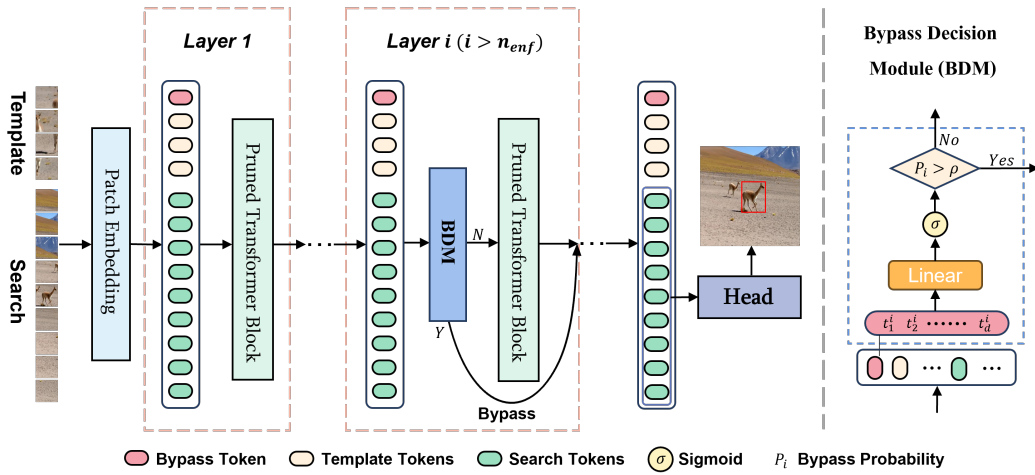 Template
Search
Patch Embedding
Layer 1
Pruned Transformer Block
Layer i (i > n_enf)
BDM
N
Y
Pruned Transformer Block
Bypass
Head
Bypass Decision
Module (BDM)
No
Yes
P_i > ρ
σ
Linear
t_1^i t_2^i ⋯⋯ t_d^i
Bypass Token
Template Tokens
Search Tokens
σ Sigmoid
P_i Bypass Probability